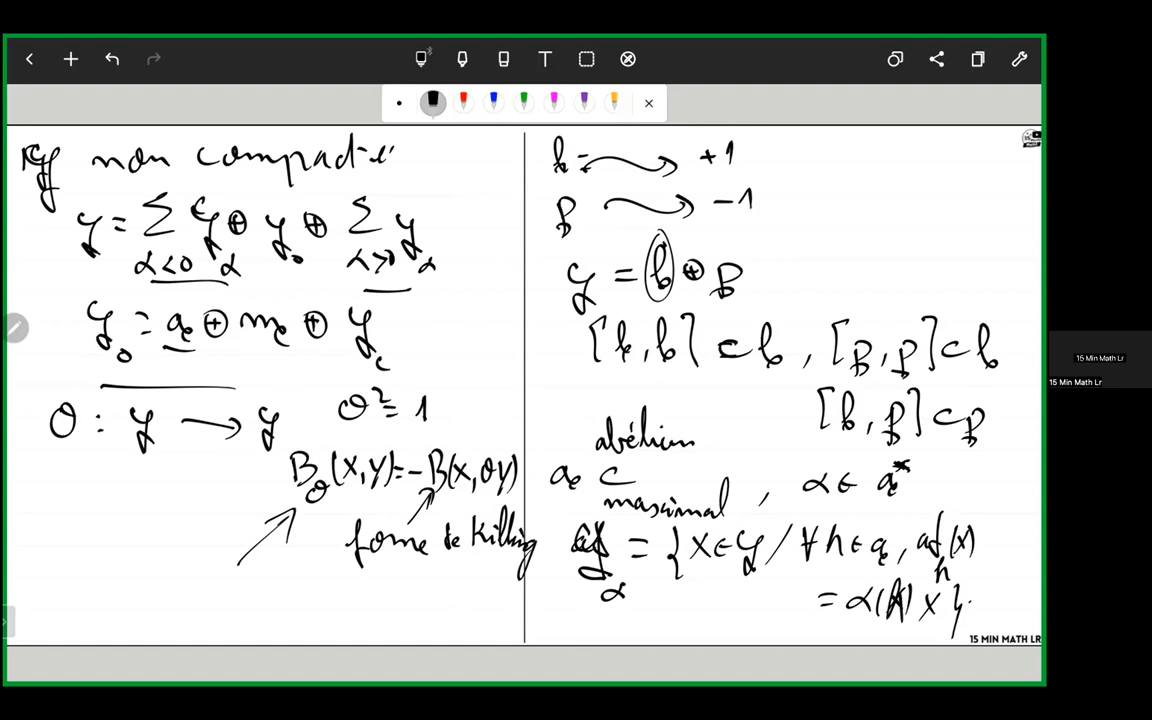 𝔤 non compacte
𝔤 = Σ_{α<0} 𝔤_α ⊕ 𝔤_0 ⊕ Σ_{α>0} 𝔤_α
𝔤_0 = 𝔞 ⊕ 𝔪 ⊕
θ : 𝔤 → 𝔤 θ² = 1
B_θ(X,Y) = -B(X,θY)
forme de Killing
𝔨 → +1
𝔭 → -1
𝔤 = 𝔨 ⊕ 𝔭
[𝔨,𝔨] ⊂ 𝔨, [𝔭,𝔭] ⊂ 𝔨
[𝔨,𝔭] ⊂ 𝔭
abélien
𝔞 ⊂
maximal, α ∈ 𝔞*
𝔤_α = {X ∈ 𝔤 / ∀h ∈ 𝔞, ad_h(X)
= α(h) X}
15 MIN MATH LR
15 Min Math Lr
15 Min Math Lr